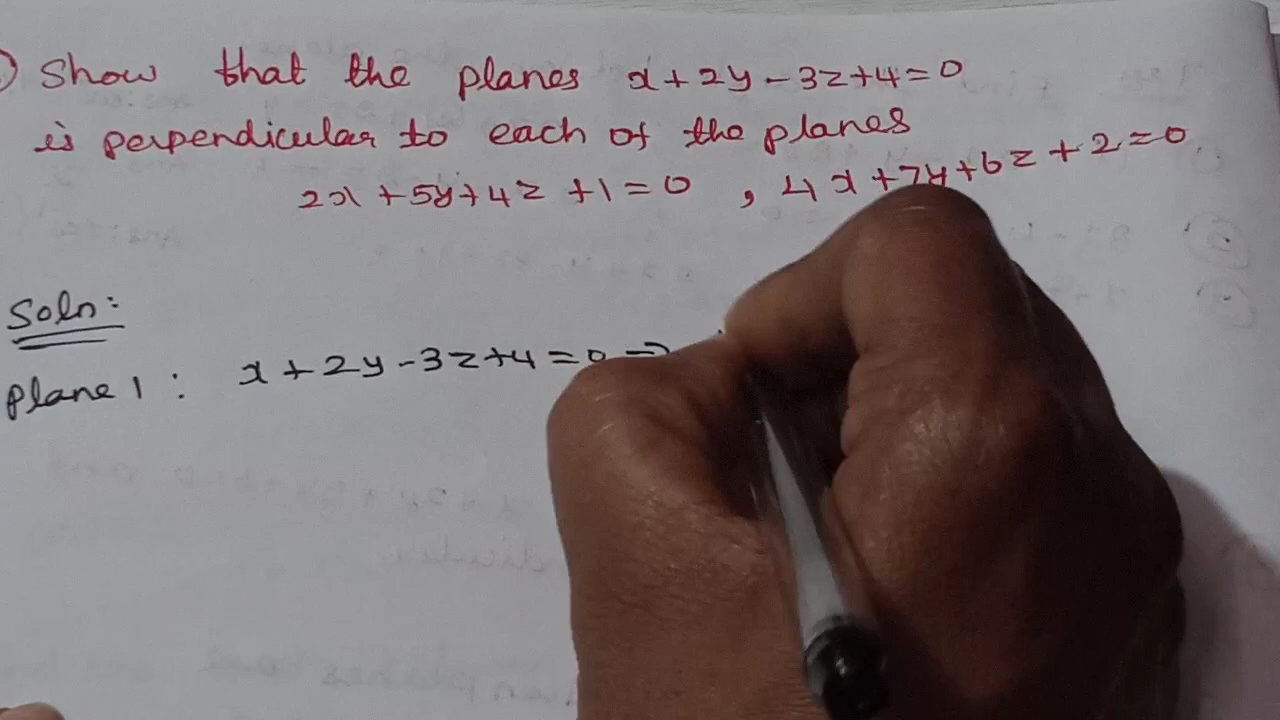 ) Show that the planes x+2y-3z+4=0
is perpendicular to each of the planes
2x+5y+4z+1=0 , 4x+7y+6z+2=0
Soln:
Plane 1 : x+2y-3z+4=0 ⇒